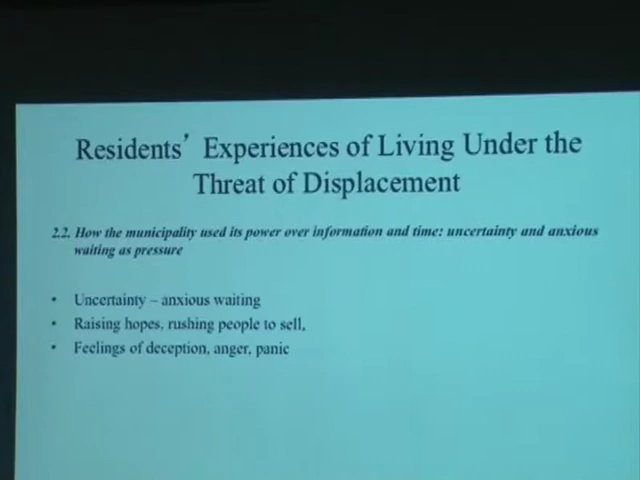 Residents’ Experiences of Living Under the
Threat of Displacement
2.2. How the municipality used its power over information and time: uncertainty and anxious
waiting as pressure
• Uncertainty – anxious waiting
• Raising hopes, rushing people to sell,
• Feelings of deception, anger, panic